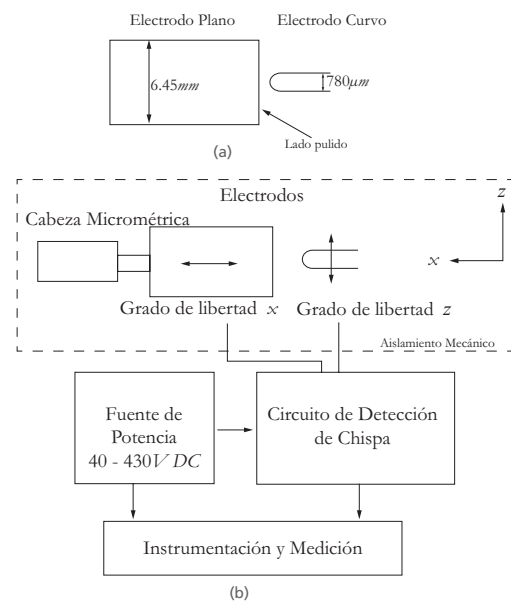 Electrodo Plano Electrodo Curvo
6.45mm
780μm
Lado pulido
(a)
Electrodos
z
Cabeza Micrométrica
x
Grado de libertad x Grado de libertad z
Aislamiento Mecánico
Fuente de
Potencia
40 - 430V DC
Circuito de Detección
de Chispa
Instrumentación y Medición
(b)